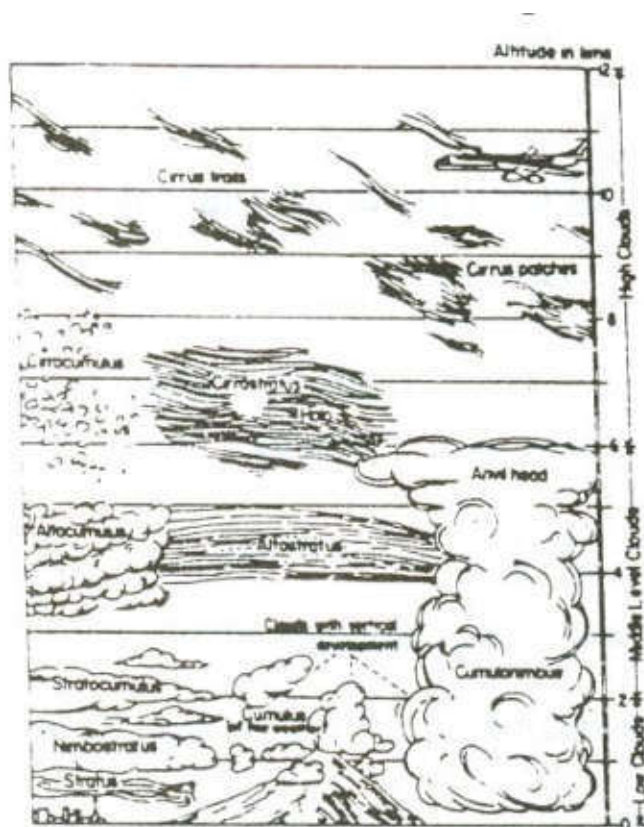 Altitude in kms
12
Cirrus trails
10
Cirrus patches
High Clouds
8
Cirrocumulus
Cirrostratus
Halo
6
Anvil head
Altocumulus
Altostratus
4
Middle Level Clouds
Clouds with vertical
development
Cumulonimbus
Stratocumulus
2
Cumulus
of fair weather
Nimbostratus
Stratus
Low Clouds
0